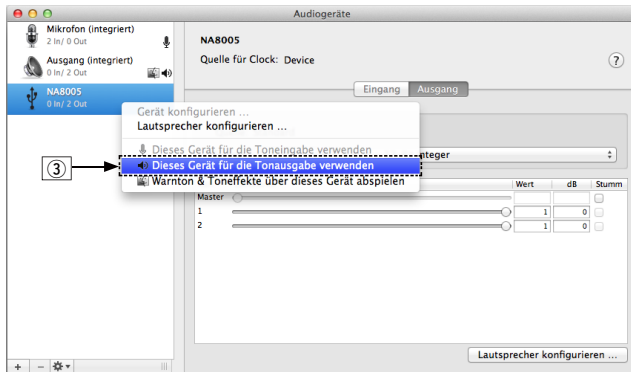 Audiogeräte
Mikrofon (integriert)
2 In/ 0 Out
Ausgang (integriert)
0 In/ 2 Out
NA8005
0 In/ 2 Out
NA8005
Quelle für Clock: Device
?
Eingang Ausgang
Gerät konfigurieren ...
Lautsprecher konfigurieren ...
Dieses Gerät für die Toneingabe verwenden
Dieses Gerät für die Tonausgabe verwenden
Warnton & Toneffekte über dieses Gerät abspielen
3
nteger
Wert dB Stumm
Master
1 1 0
2 1 0
Lautsprecher konfigurieren ...
+ −